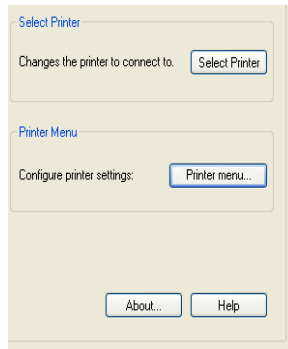 Select Printer
Changes the printer to connect to. Select Printer
Printer Menu
Configure printer settings: Printer menu...
About... Help